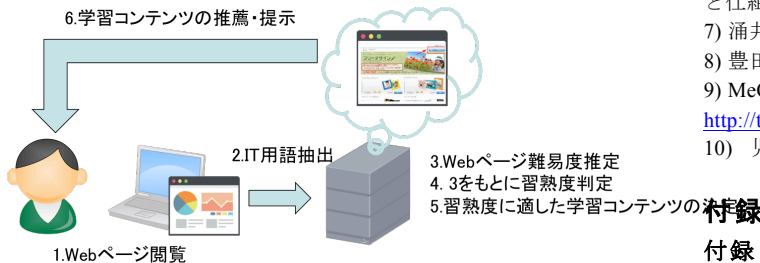 6.学習コンテンツの推薦・提示
2.IT用語抽出
3.Webページ難易度推定
4. 3をもとに習熟度判定
5.習熟度に適した学習コンテンツの
1.Webページ閲覧
と仕組
7) 涌井
8) 豊田
9) MeC
http://t
10)
付録
付録